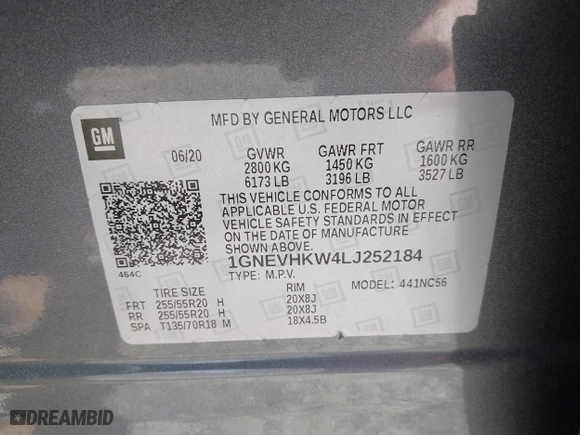 MFD BY GENERAL MOTORS LLC
GM
06/20 GVWR GAWR FRT GAWR RR
2800 KG 1450 KG 1600 KG
6173 LB 3196 LB 3527 LB
THIS VEHICLE CONFORMS TO ALL
APPLICABLE U.S. FEDERAL MOTOR
VEHICLE SAFETY STANDARDS IN EFFECT
ON THE DATE OF MANUFACTURE
SHOWN ABOVE.
464C
1GNEVHKW4LJ252184
TYPE: M.P.V. MODEL: 441NC56
TIRE SIZE RIM
FRT 255/55R20 H 20X8J
RR 255/55R20 H 20X8J
SPA T135/70R18 M 18X4.5B
DREAMBID